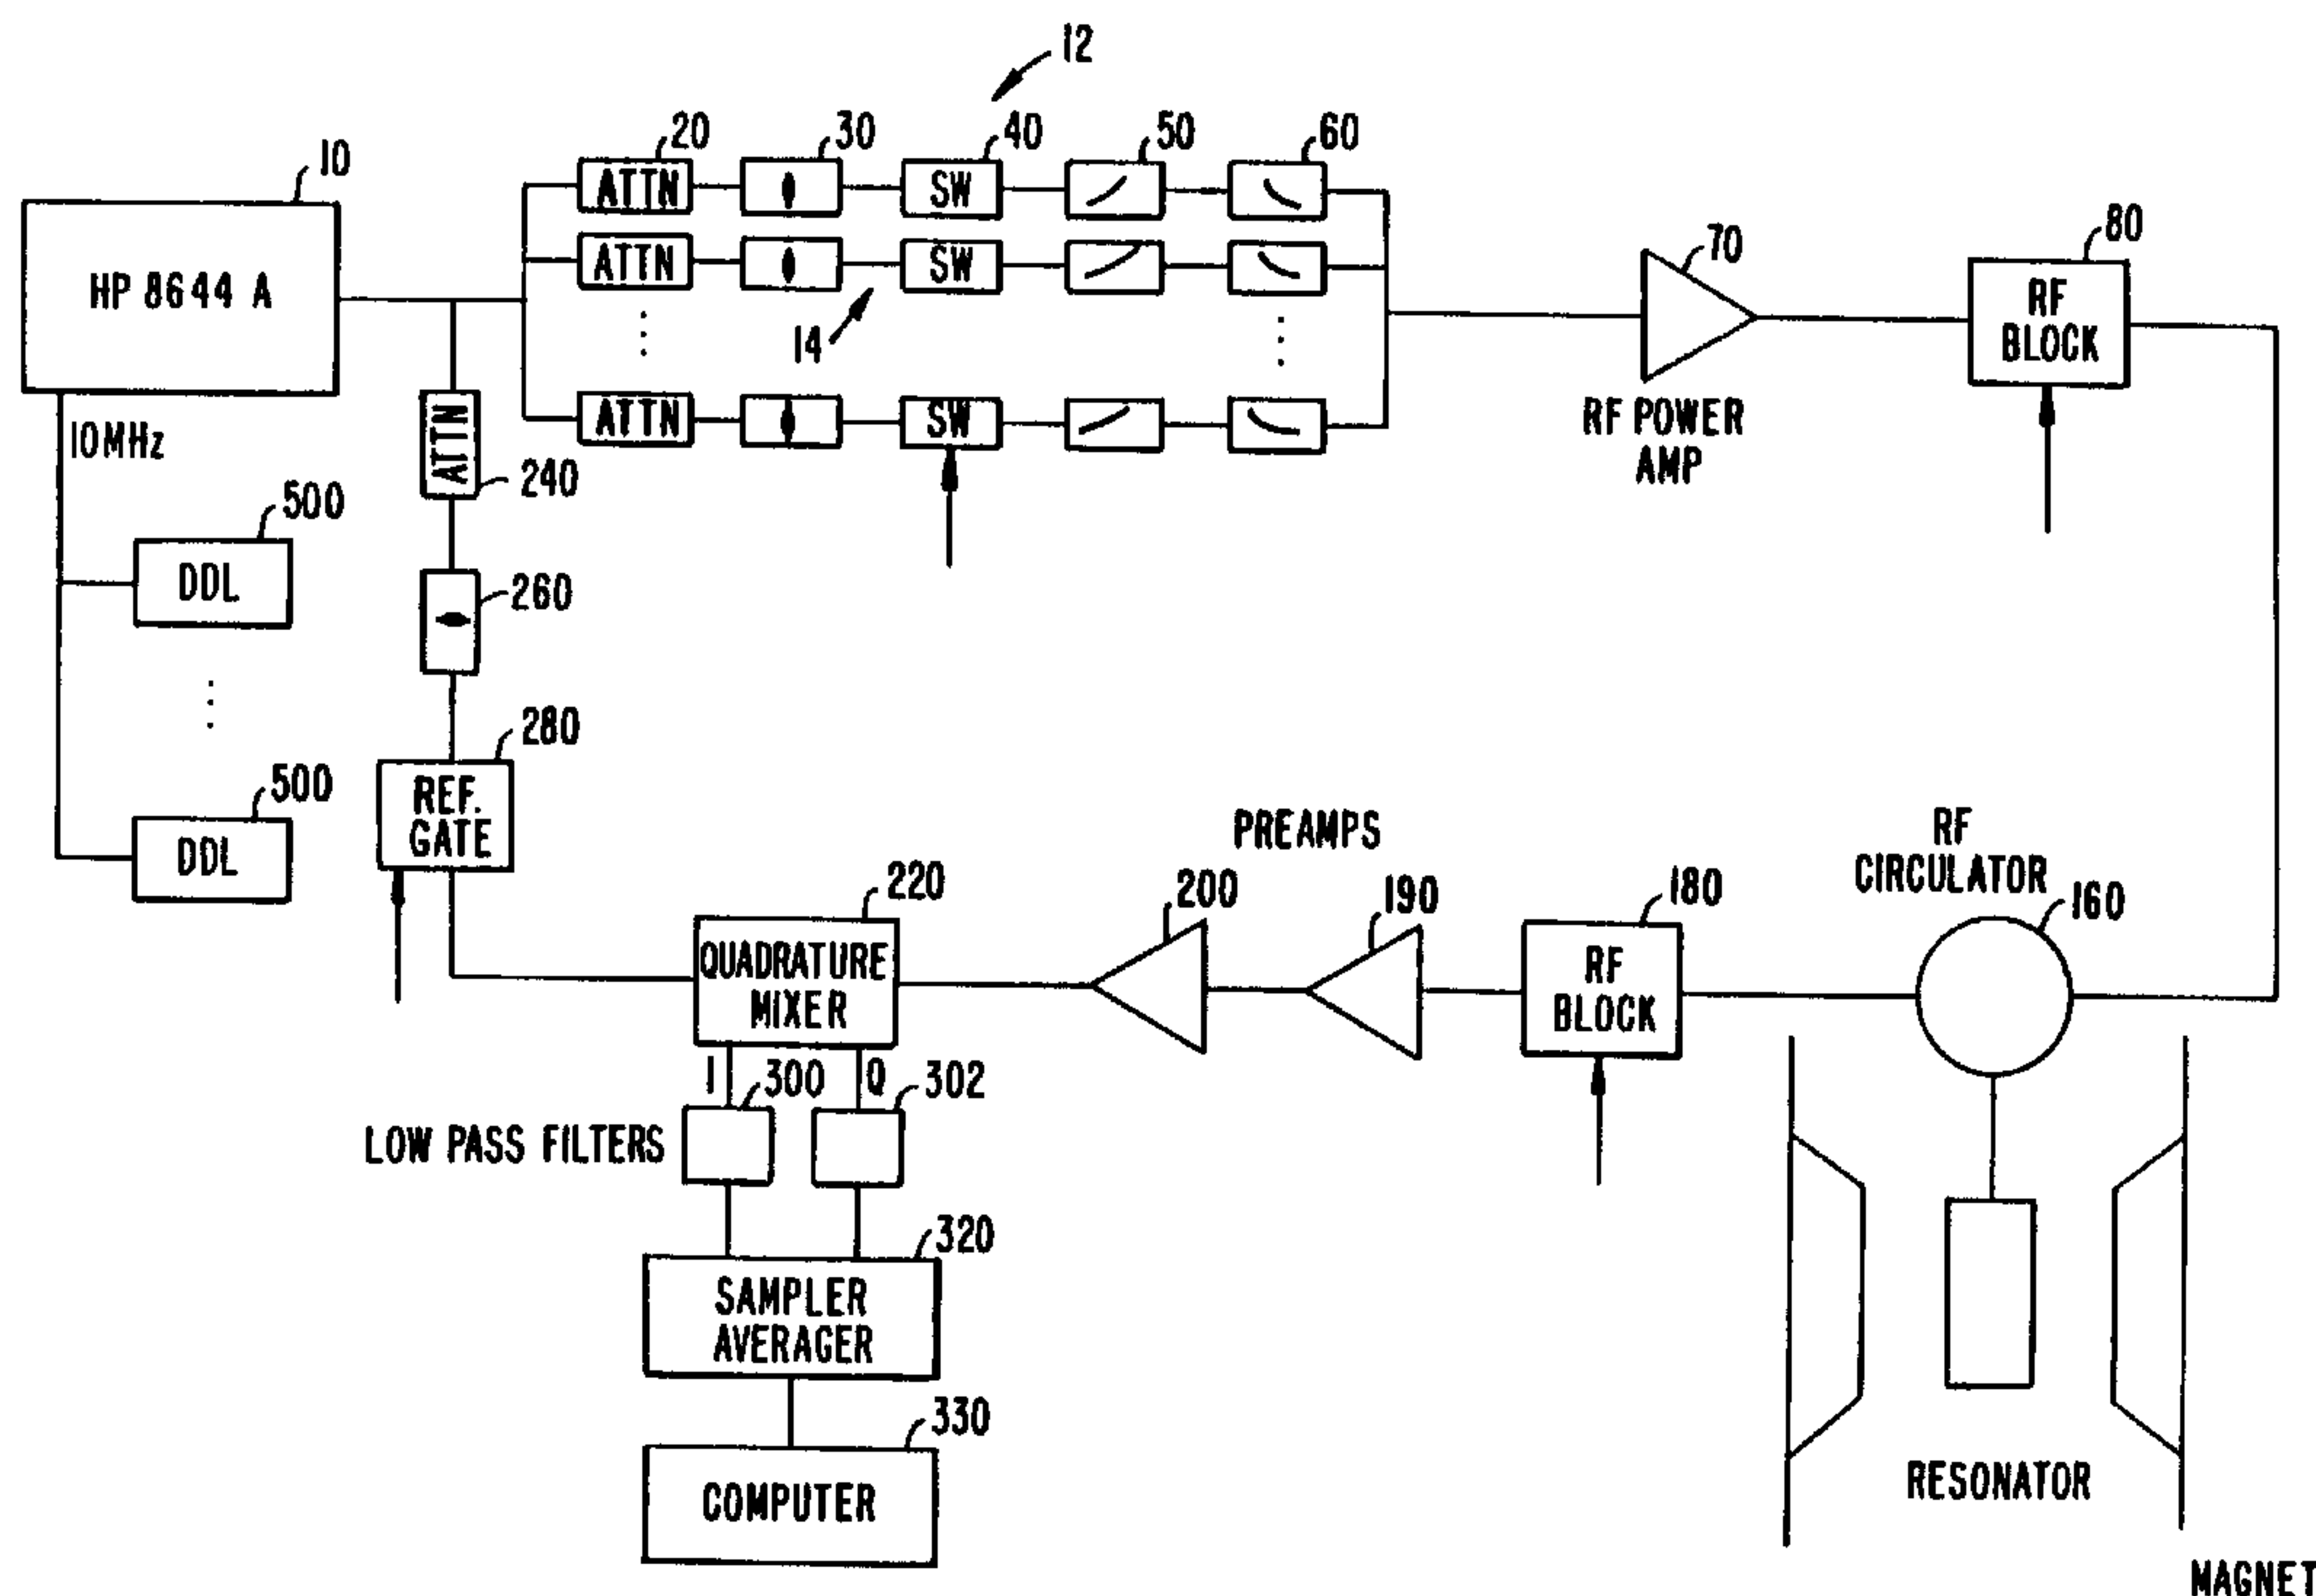 12
10
20
30
40
50
60
ATTN
SW
HP 8644 A
ATTN
SW
14
70
80
RF
BLOCK
10MHz
ATTN
240
ATTN
SW
RF POWER
AMP
500
DDL
260
280
REF.
GATE
500
DDL
PREAMPS
RF
CIRCULATOR
220
200
190
180
160
QUADRATURE
MIXER
RF
BLOCK
I
300
Q
302
LOW PASS FILTERS
320
SAMPLER
AVERAGER
330
COMPUTER
RESONATOR
MAGNET